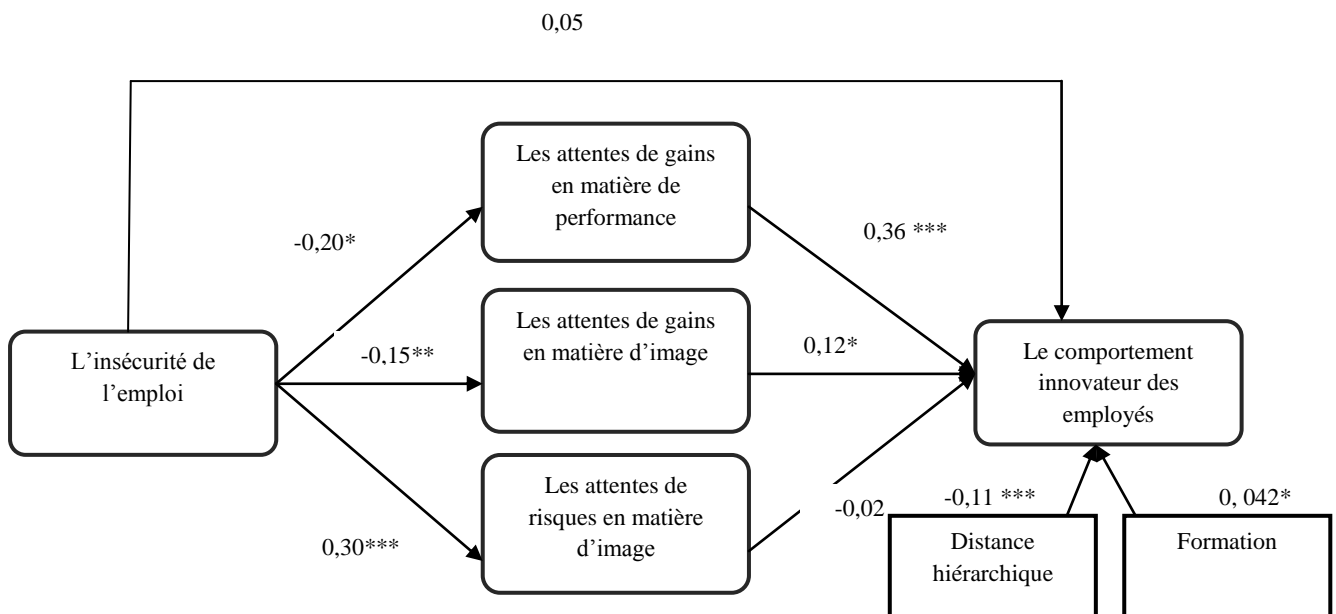 0,05
Les attentes de gains
en matière de
performance
-0,20*
0,36 ***
L’insécurité de
l’emploi
-0,15**
Les attentes de gains
en matière d’image
0,12*
Le comportement
innovateur des
employés
0,30***
Les attentes de
risques en matière
d’image
-0,02
-0,11 ***
0, 042*
Distance
hiérarchique
Formation